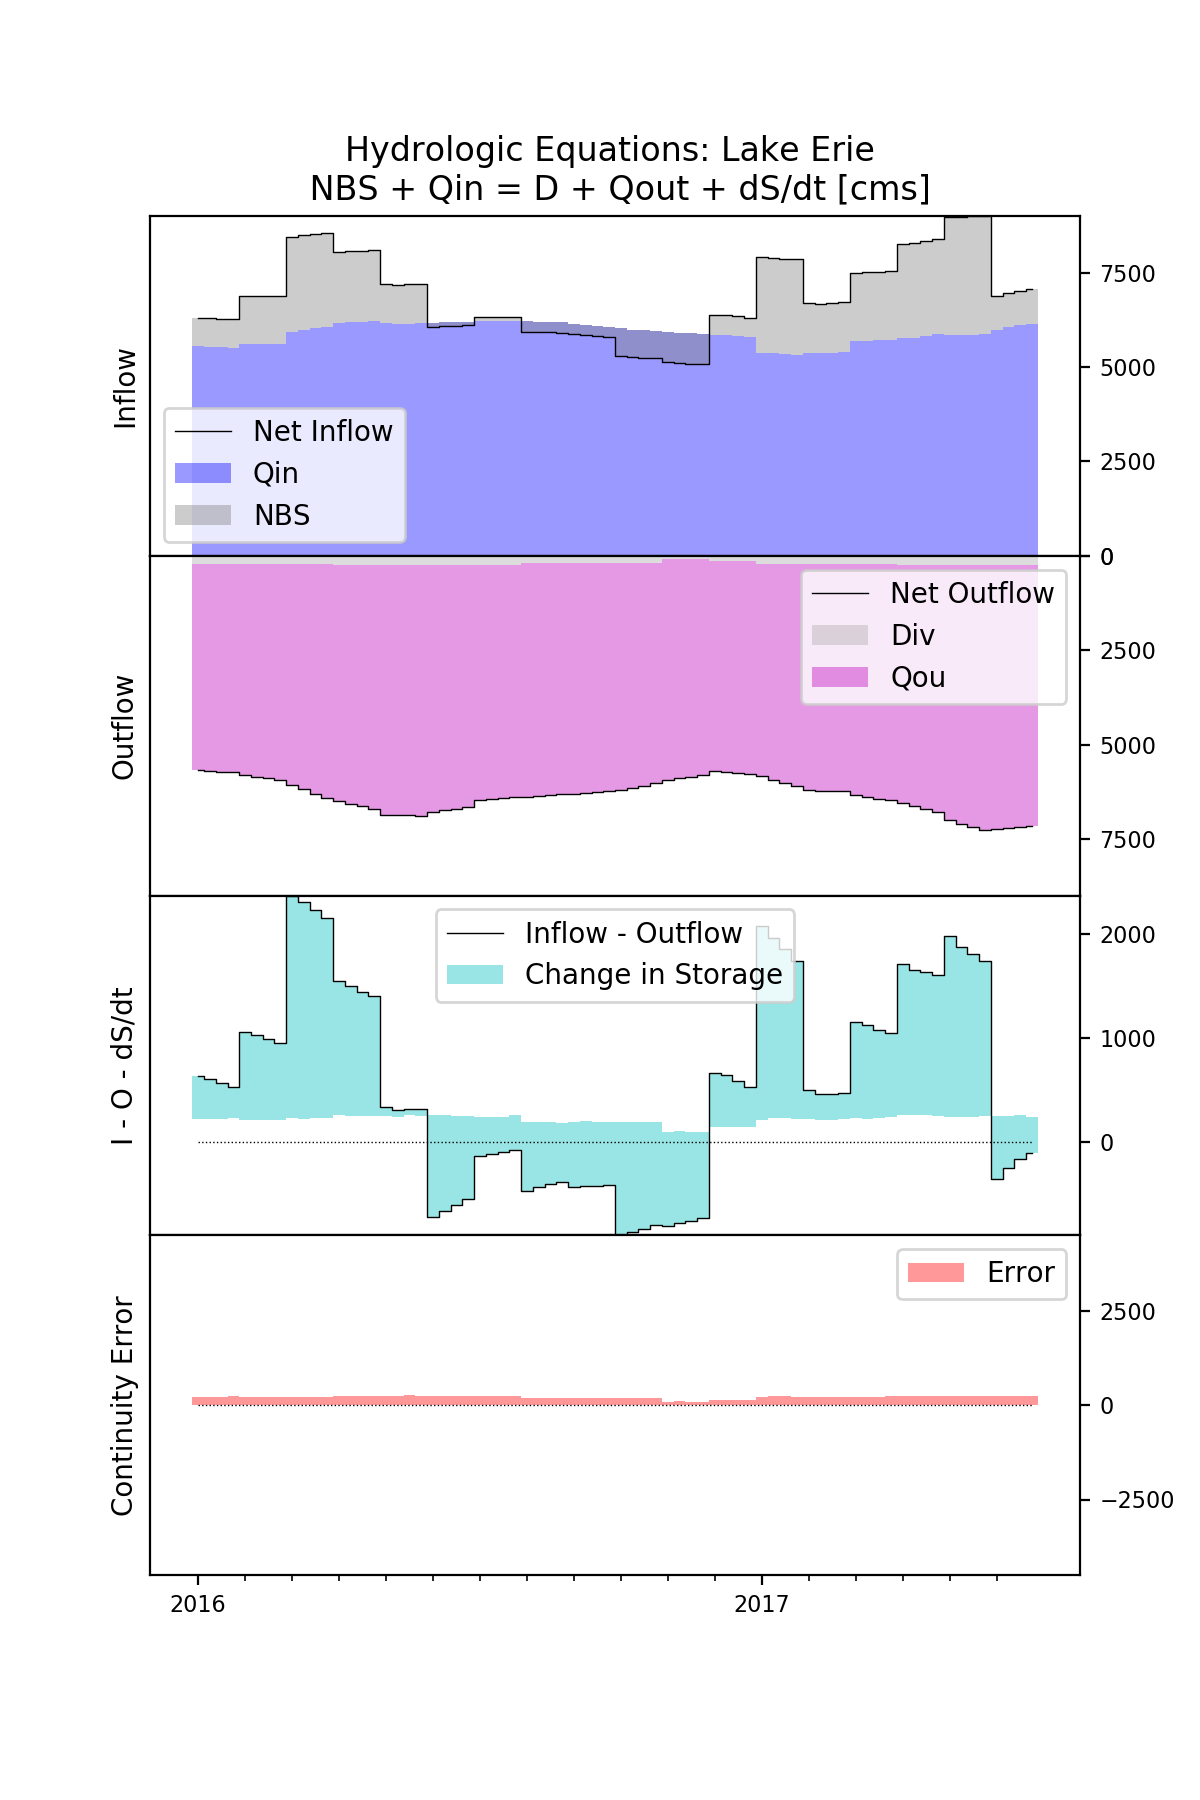 Hydrologic Equations: Lake Erie
NBS + Qin = D + Qout + dS/dt [cms]
Inflow
7500
5000
2500
0
Net Inflow
Qin
NBS
Outflow
2500
5000
7500
Net Outflow
Div
Qou
I - O - dS/dt
2000
1000
0
Inflow - Outflow
Change in Storage
Continuity Error
2500
0
−2500
Error
2016
2017